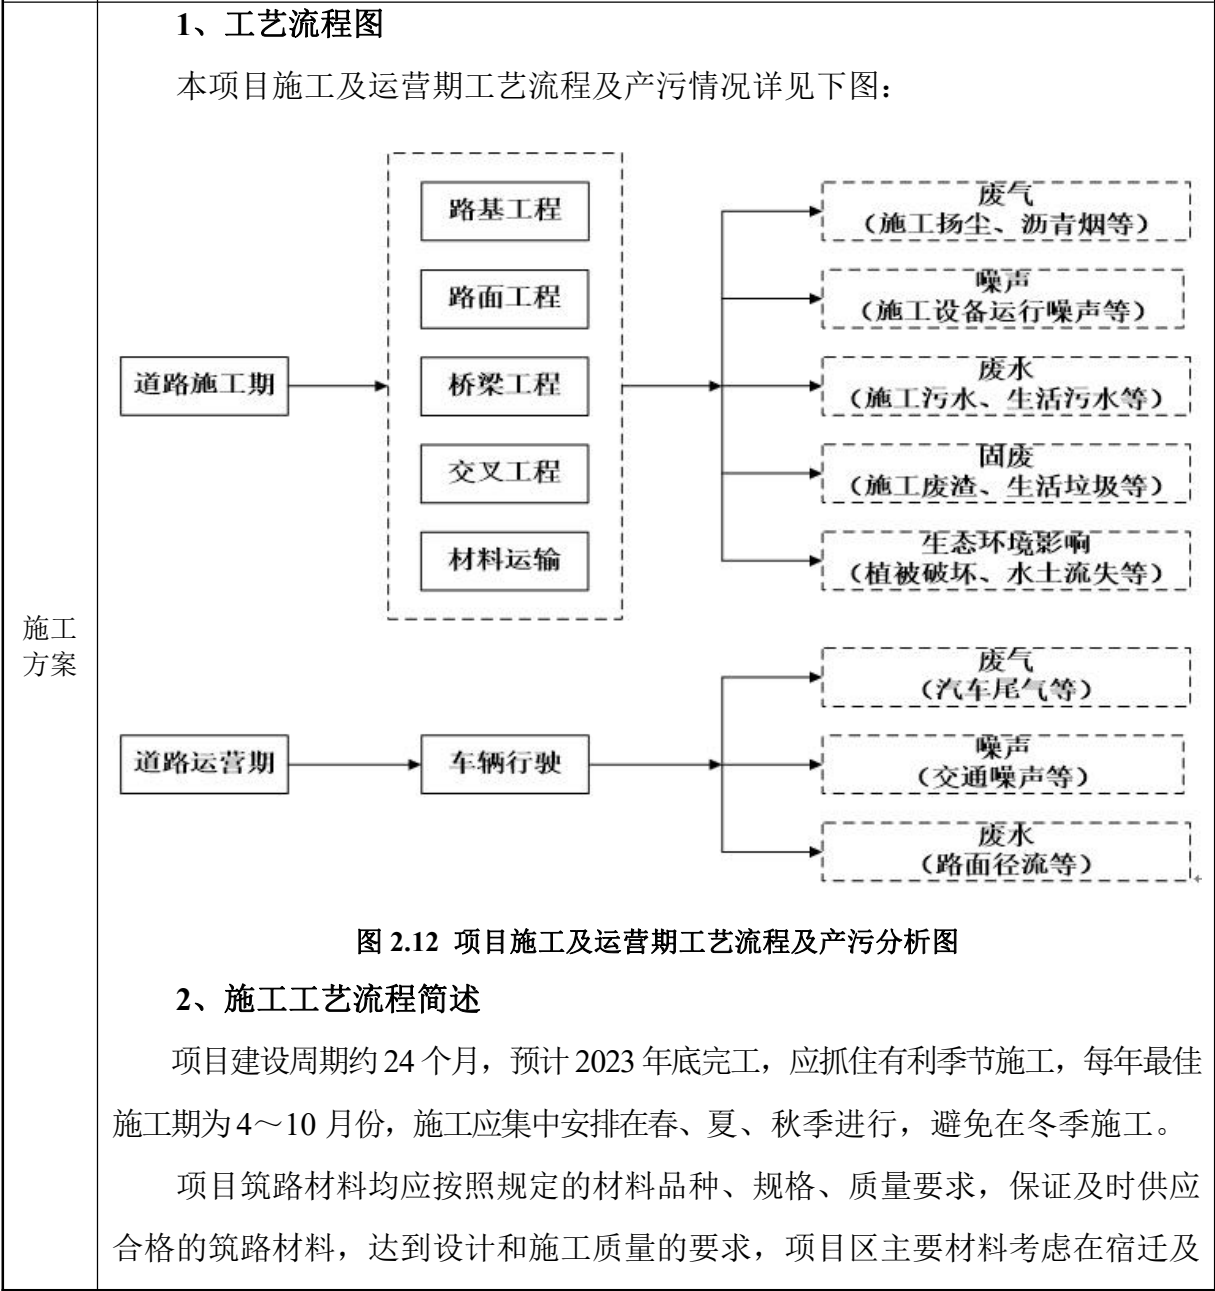 1、工艺流程图
本项目施工及运营期工艺流程及产污情况详见下图：
道路施工期
路基工程
路面工程
桥梁工程
交叉工程
材料运输
废气
（施工扬尘、沥青烟等）
噪声
（施工设备运行噪声等）
废水
（施工污水、生活污水等）
固废
（施工废渣、生活垃圾等）
生态环境影响
（植被破坏、水土流失等）
施工
方案
道路运营期
车辆行驶
废气
（汽车尾气等）
噪声
（交通噪声等）
废水
（路面径流等）
图 2.12 项目施工及运营期工艺流程及产污分析图
2、施工工艺流程简述
项目建设周期约 24 个月，预计 2023 年底完工，应抓住有利季节施工，每年最佳
施工期为 4～10 月份，施工应集中安排在春、夏、秋季进行，避免在冬季施工。
项目筑路材料均应按照规定的材料品种、规格、质量要求，保证及时供应
合格的筑路材料，达到设计和施工质量的要求，项目区主要材料考虑在宿迁及